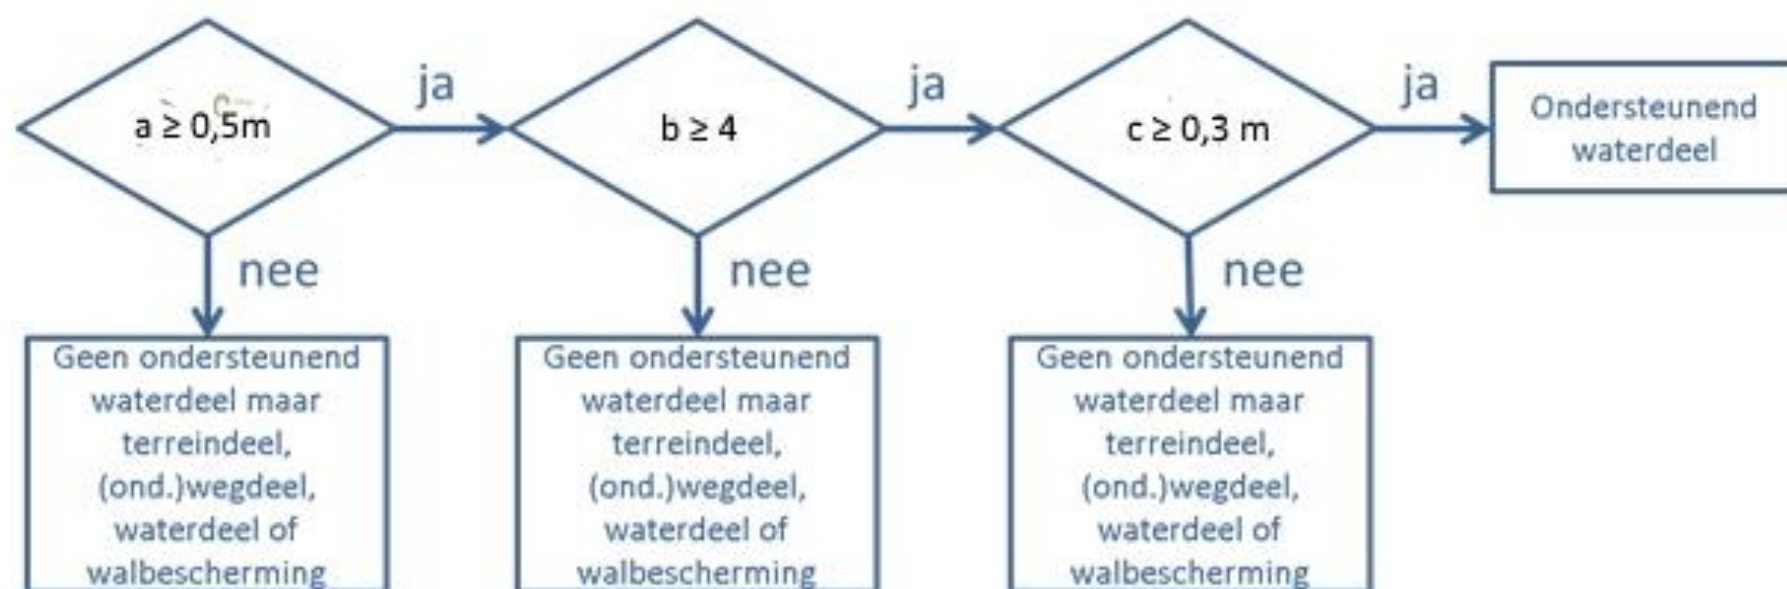 a ≥ 0,5m
ja
b ≥ 4
ja
c ≥ 0,3 m
ja
Ondersteunend
waterdeel
nee
nee
nee
Geen ondersteunend
waterdeel maar
terreindeel,
(ond.)wegdeel,
waterdeel of
walbescherming
Geen ondersteunend
waterdeel maar
terreindeel,
(ond.)wegdeel,
waterdeel of
walbescherming
Geen ondersteunend
waterdeel maar
terreindeel,
(ond.)wegdeel,
waterdeel of
walbescherming